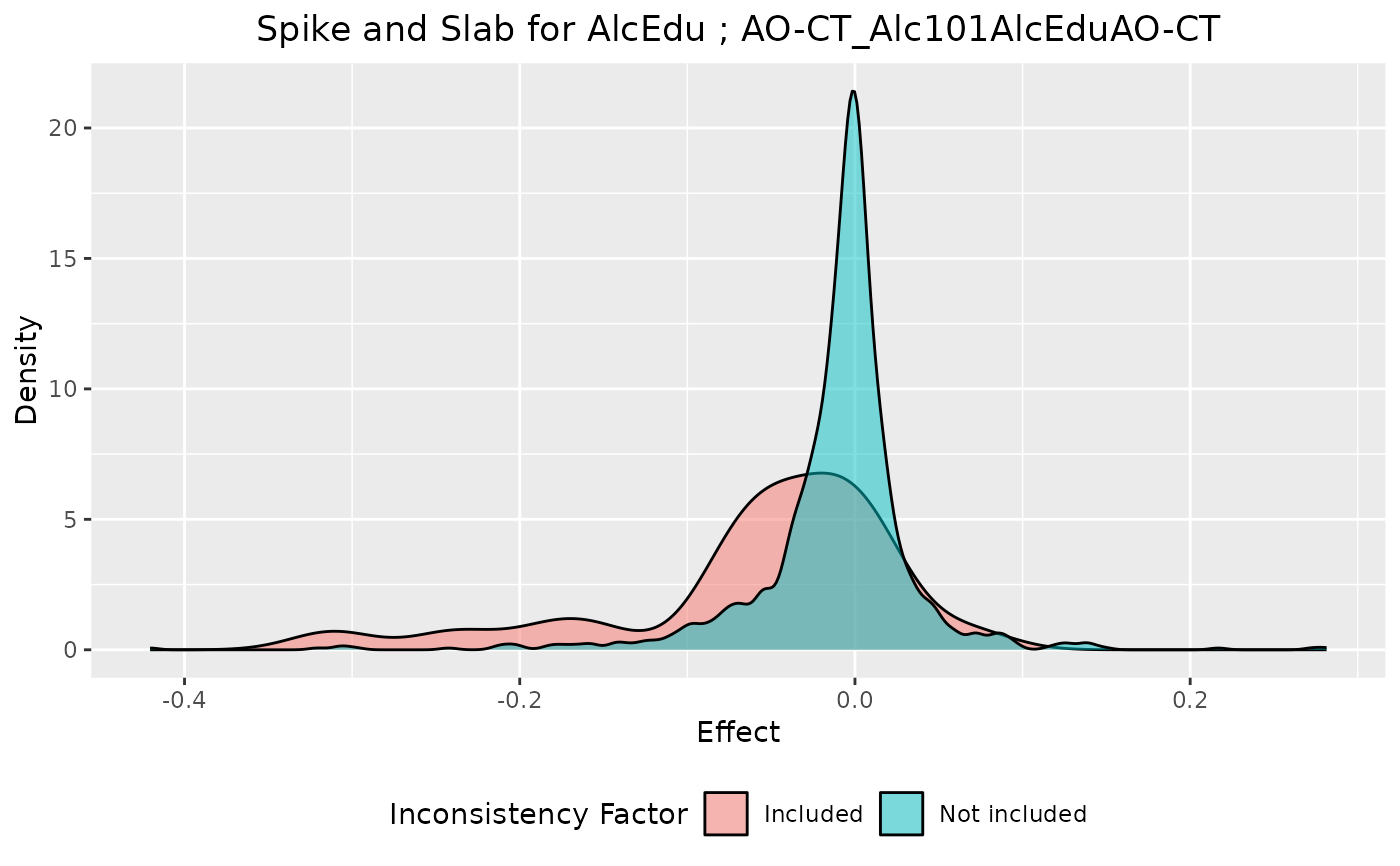 Spike and Slab for AlcEdu ; AO-CT_Alc101AlcEduAO-CT
20
15
10
5
0
Density
-0.4 -0.2 0.0 0.2
Effect
Inconsistency Factor Included Not included